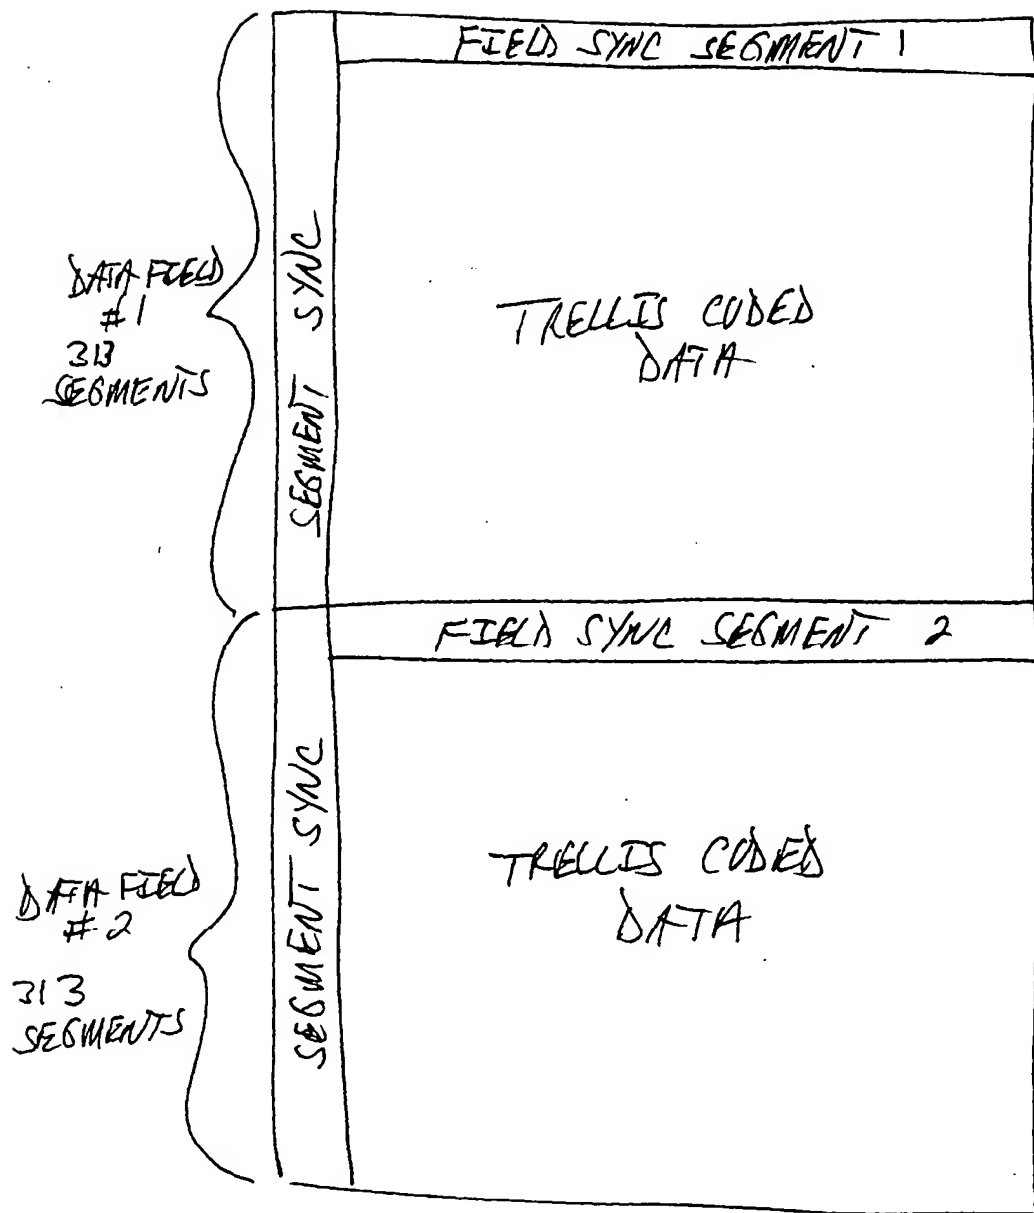 FIELD SYNC SEGMENT 1
DATA FIELD
#1
313
SEGMENTS
SEGMENT SYNC
TRELLIS CODED
DATA
FIELD SYNC SEGMENT 2
DATA FIELD
#2
313
SEGMENTS
SEGMENT SYNC
TRELLIS CODED
DATA